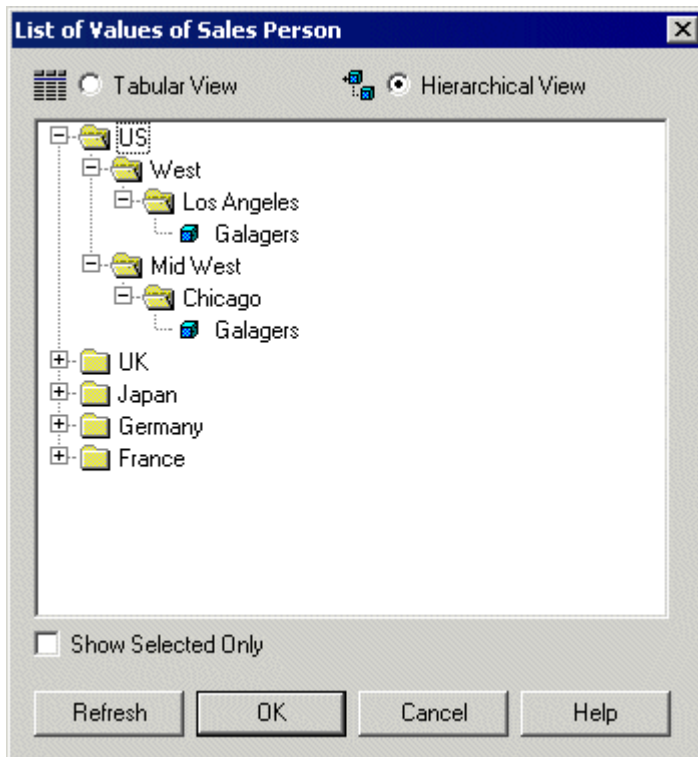 List of Values of Sales Person
Tabular View Hierarchical View
US
West
Los Angeles
Galagers
Mid West
Chicago
Galagers
UK
Japan
Germany
France
Show Selected Only
Refresh OK Cancel Help